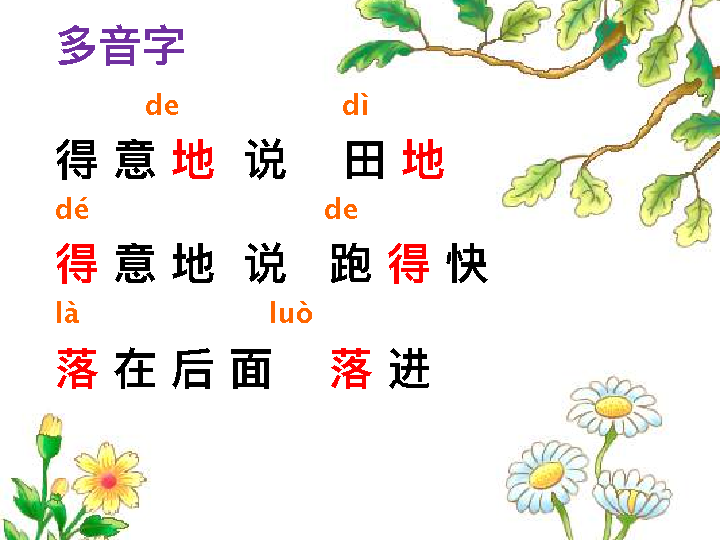 多音字
de dì
得意地说 田地
dé de
得意地说 跑得快
là luò
落在后面 落进